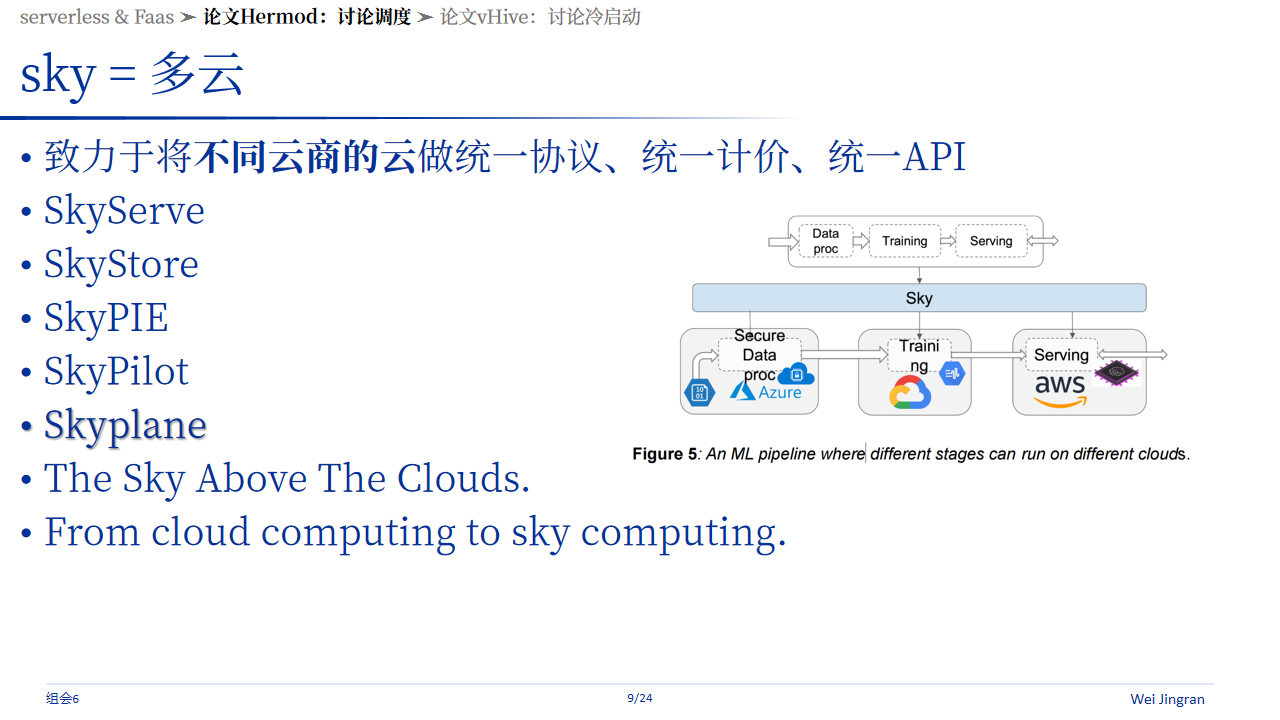 serverless & Faas ➢ 论文Hermod：讨论调度 ➢ 论文vHive：讨论冷启动
sky = 多云
• 致力于将不同云商的云做统一协议、统一计价、统一API
• SkyServe
• SkyStore
• SkyPIE
• SkyPilot
• Skyplane
• The Sky Above The Clouds.
• From cloud computing to sky computing.
Data
proc
Training
Serving
Sky
Secure
Data
proc
Azure
Traini
ng
Serving
aws
Figure 5: An ML pipeline where different stages can run on different clouds.
组会6
9/24
Wei Jingran